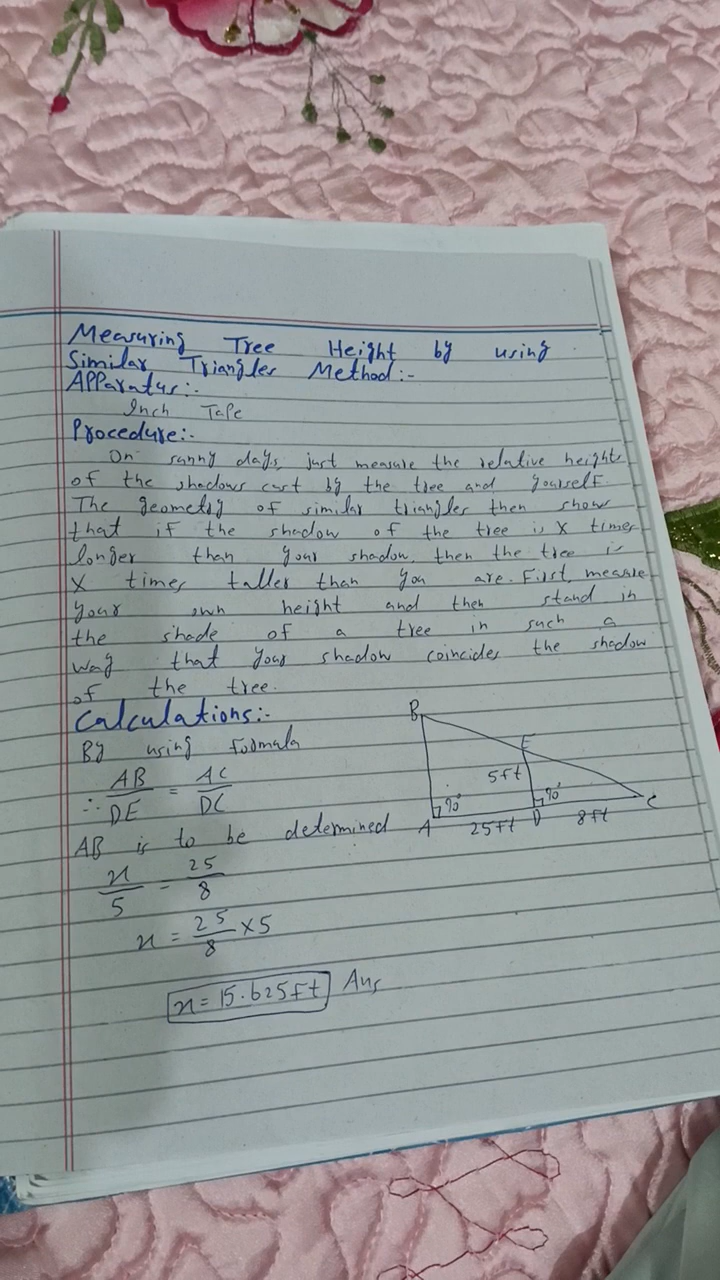 Measuring Tree Height by using
Similar Triangles Method:-
Apparatus:-
Inch Tape
Procedure:-
On sunny days, just measure the relative heights
of the shadows cast by the tree and yourself.
The geometry of similar triangles then show
that if the shadow of the tree is X times
longer than your shadow, then the tree is
X times taller than you are. First, measure
your own height and then stand in
the shade of a tree in such a
way that your shadow coincides the shadow
of the tree.
Calculations:-
By using formula
∴ AB/DE = AC/DC
AB is to be determined
x/5 = 25/8
x = 25/8 × 5
x = 15.625ft Ans
B
E
5ft
90°
90°
A
25ft
D
8ft
C